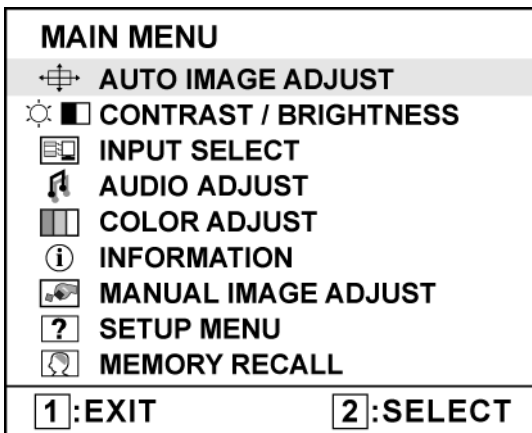 MAIN MENU
AUTO IMAGE ADJUST
CONTRAST / BRIGHTNESS
INPUT SELECT
AUDIO ADJUST
COLOR ADJUST
i INFORMATION
MANUAL IMAGE ADJUST
? SETUP MENU
MEMORY RECALL
1:EXIT 2:SELECT